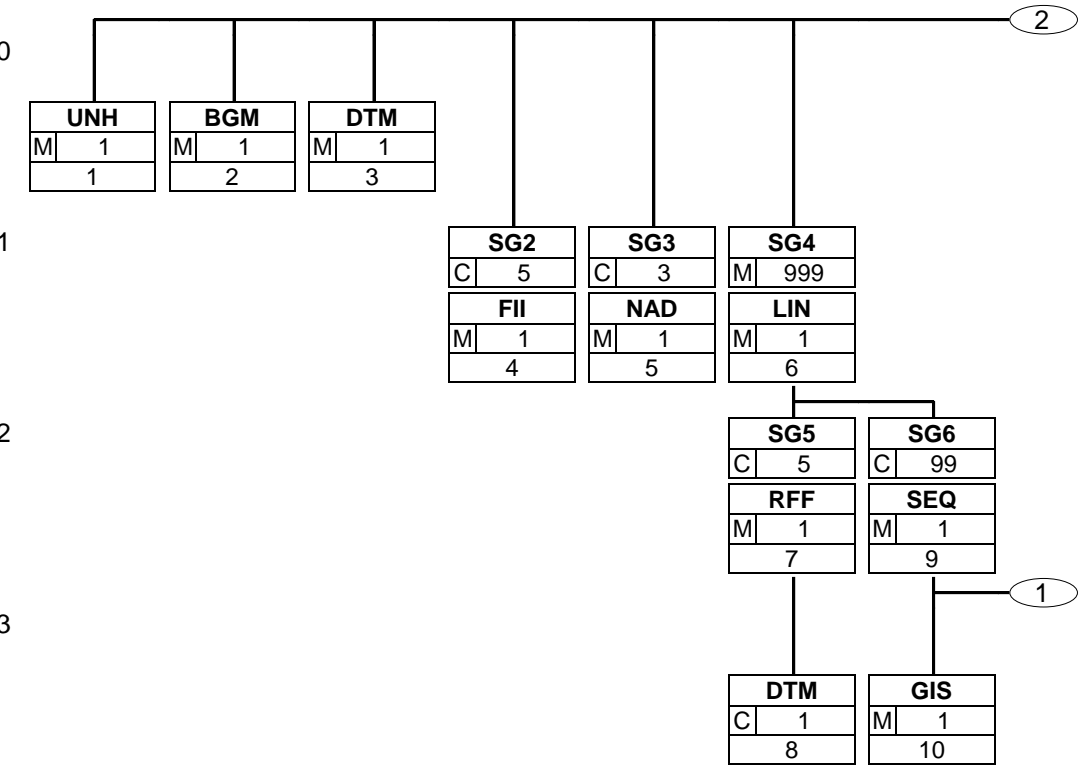 2
0
UNH BGM DTM
M 1 M 1 M 1
1 2 3
1
SG2 SG3 SG4
C 5 C 3 M 999
FII NAD LIN
M 1 M 1 M 1
4 5 6
2
SG5 SG6
C 5 C 99
RFF SEQ
M 1 M 1
7 9
1
3
DTM GIS
C 1 M 1
8 10